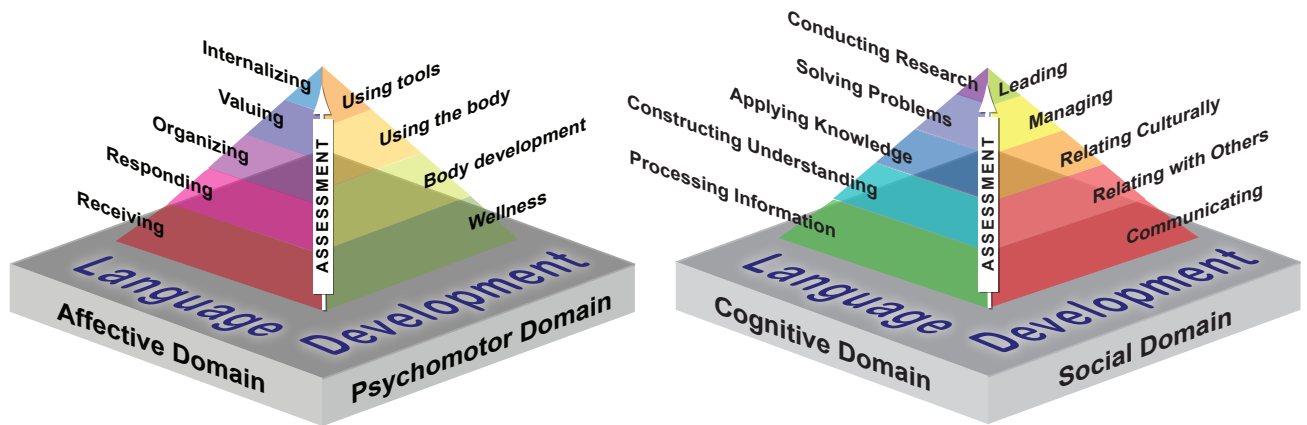 Internalizing
Valuing
Organizing
Responding
Receiving
Using tools
Using the body
Body development
Wellness
ASSESSMENT
Language
Development
Affective Domain
Psychomotor Domain
Conducting Research
Solving Problems
Applying Knowledge
Constructing Understanding
Processing Information
Leading
Managing
Relating Culturally
Relating with Others
Communicating
ASSESSMENT
Language
Development
Cognitive Domain
Social Domain